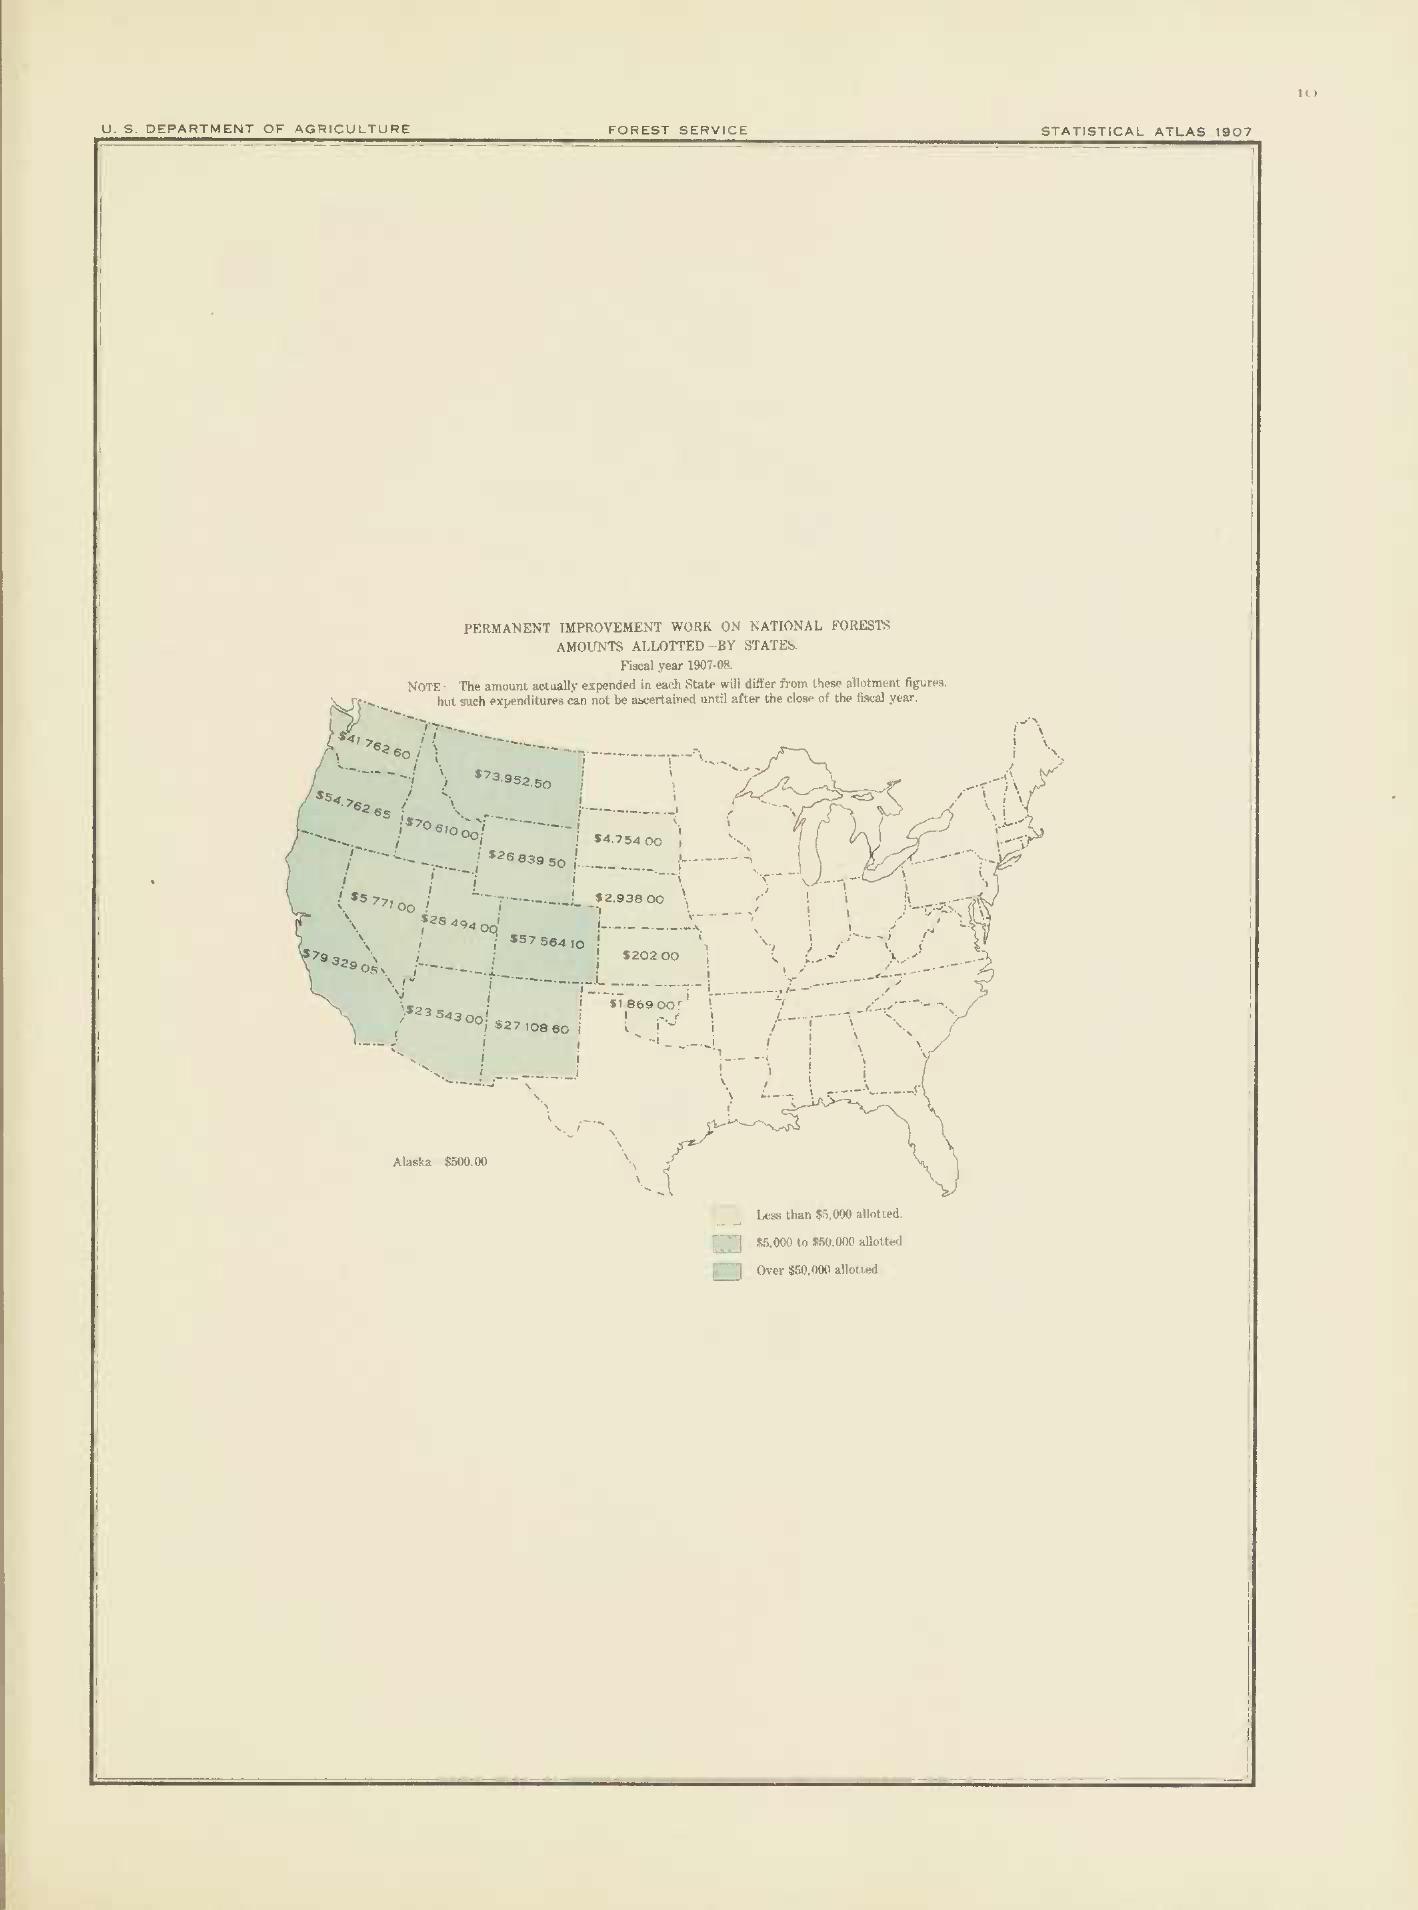 10
U. S. DEPARTMENT OF AGRICULTURE FOREST SERVICE STATISTICAL ATLAS 1907
PERMANENT IMPROVEMENT WORK ON NATIONAL FORESTS
AMOUNTS ALLOTTED – BY STATES.
Fiscal year 1907-08.
NOTE - The amount actually expended in each State will differ from these allotment figures,
but such expenditures can not be ascertained until after the close of the fiscal year.
$41 762 60
$73.952.50
$54.762 65
$70 610 00
$4.754 00
$26 839 50
$5 771 00
$2.938 00
$28 494 00
$57 564 10
$202 00
$79 329 05
$1 869 00
$23 543 00
$27 108 60
Alaska $500.00
Less than $5,000 allotted.
$5,000 to $50,000 allotted
Over $50,000 allotted